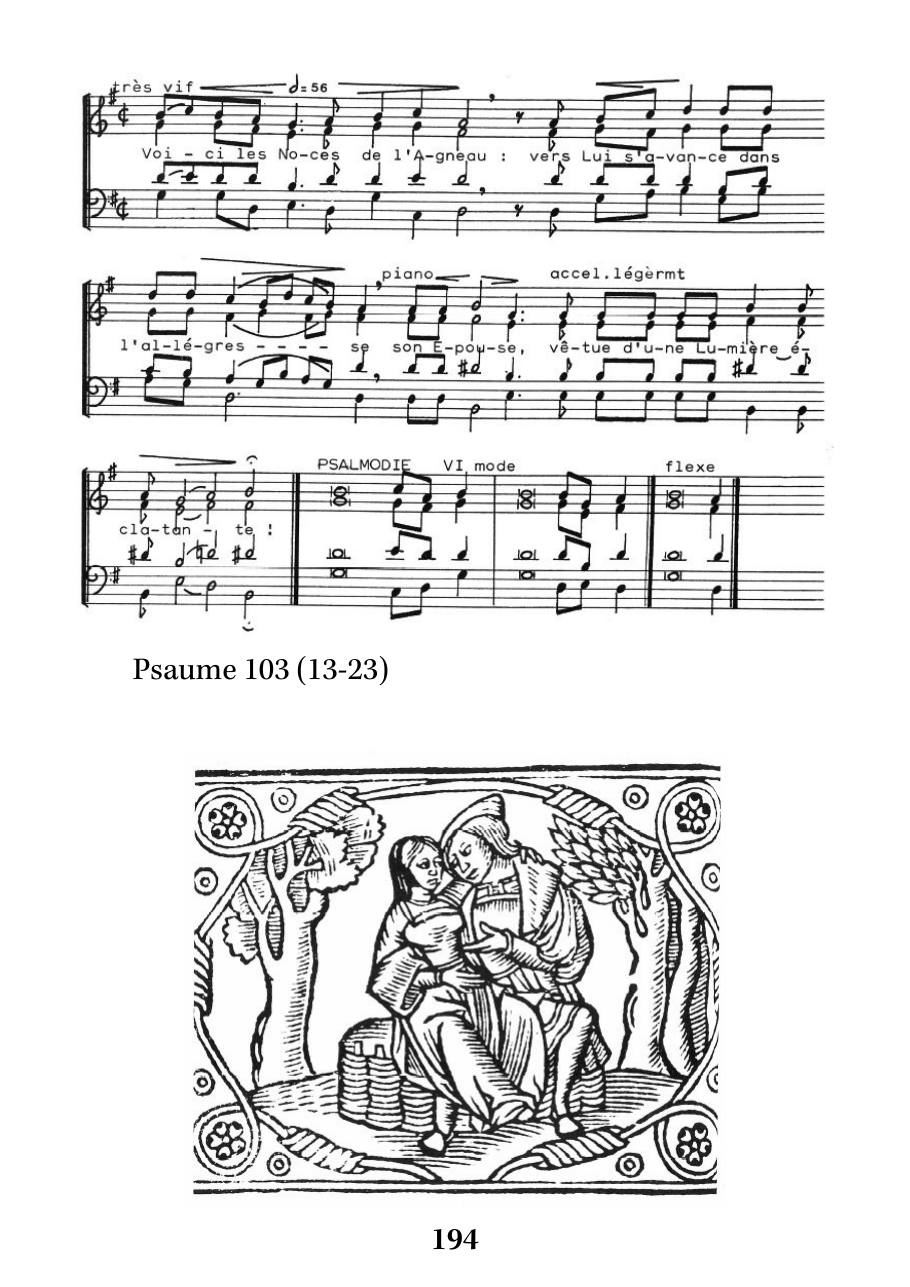 très vif 𝅗𝅥=56
Voi - ci les No-ces de l'A-gneau : vers Lui s'a-van-ce dans
piano accel.légèrmt
l'al-lé-gres - - - - se son E-pou-se, vê-tue d'u-ne Lu-mière é-
PSALMODIE VI mode flexe
cla-tan - te !
Psaume 103 (13-23)
194